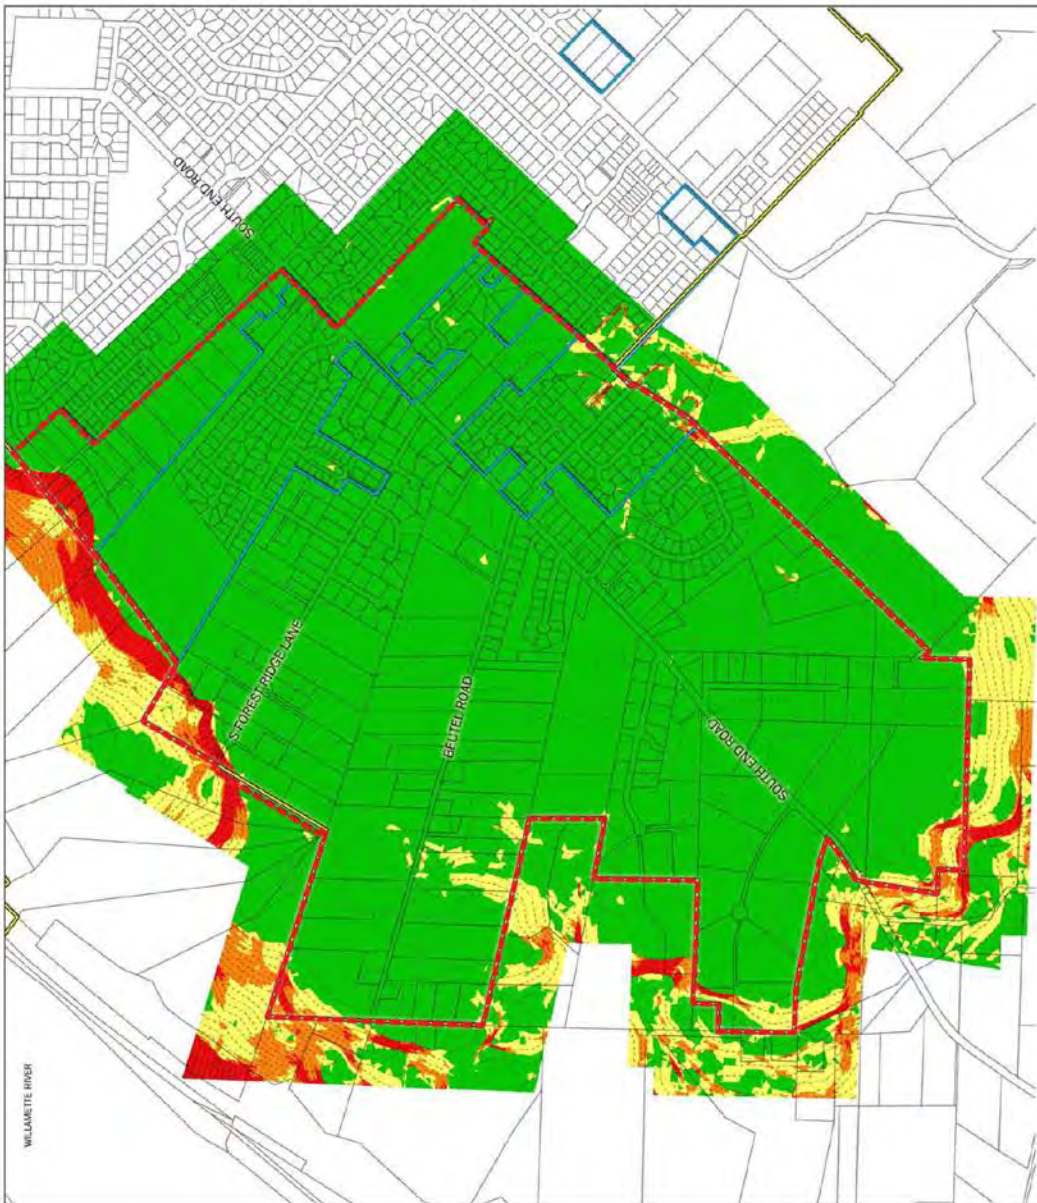 SOUTH END ROAD
S FOREST RIDGE LANE
BEUTEL ROAD
SOUTH END ROAD
WILLAMETTE RIVER